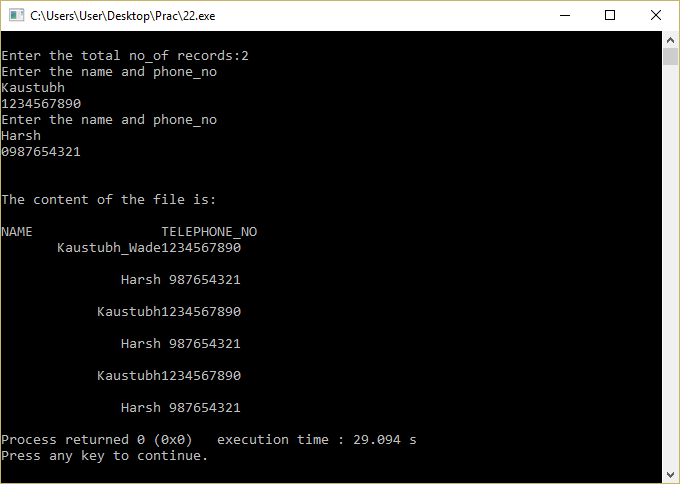 C:\Users\User\Desktop\Prac\22.exe
Enter the total no_of records:2
Enter the name and phone_no
Kaustubh
1234567890
Enter the name and phone_no
Harsh
0987654321
The content of the file is:
NAME                TELEPHONE_NO
       Kaustubh_Wade1234567890
               Harsh 987654321
            Kaustubh1234567890
               Harsh 987654321
            Kaustubh1234567890
               Harsh 987654321
Process returned 0 (0x0)   execution time : 29.094 s
Press any key to continue.